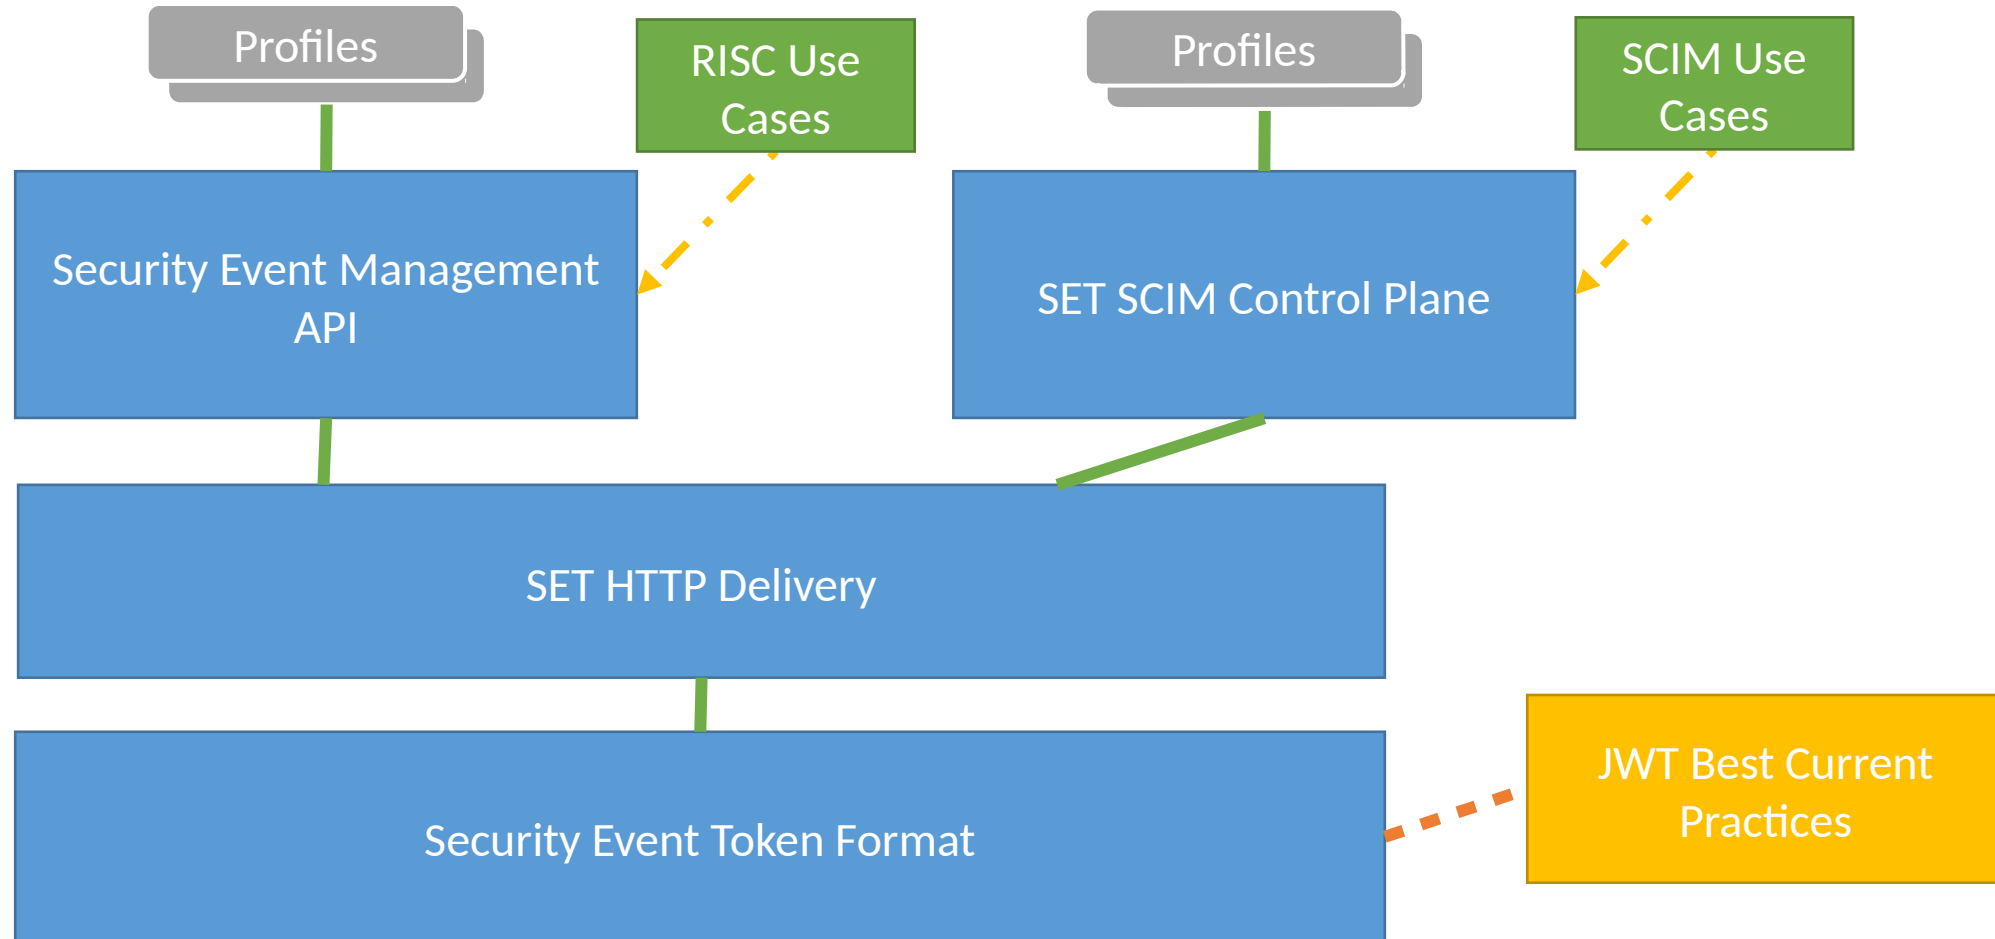 Profiles
RISC Use
Cases
Profiles
SCIM Use
Cases
Security Event Management
API
SET SCIM Control Plane
SET HTTP Delivery
JWT Best Current
Practices
Security Event Token Format